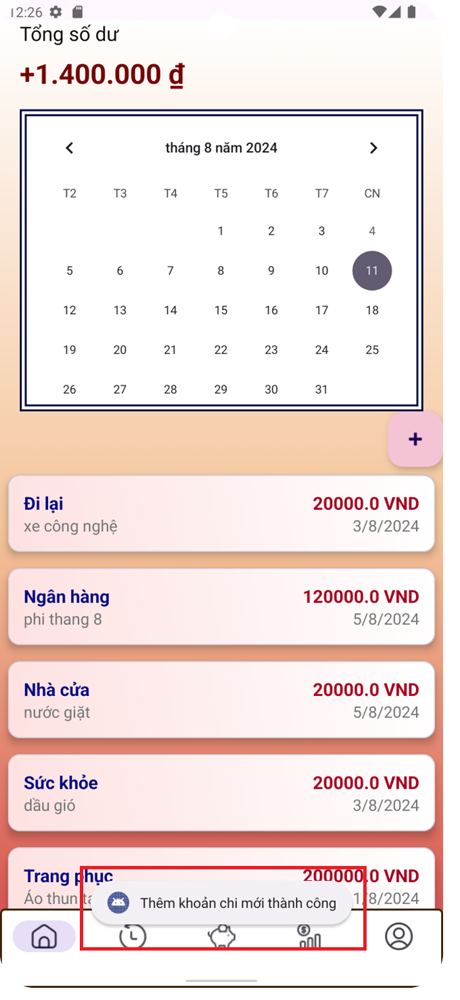 12:26
Tổng số dư
+1.400.000 ₫
tháng 8 năm 2024
T2 T3 T4 T5 T6 T7 CN
1 2 3 4
5 6 7 8 9 10 11
12 13 14 15 16 17 18
19 20 21 22 23 24 25
26 27 28 29 30 31
+
Đi lại 20000.0 VND
xe công nghệ 3/8/2024
Ngân hàng 120000.0 VND
phi thang 8 5/8/2024
Nhà cửa 20000.0 VND
nước giặt 5/8/2024
Sức khỏe 20000.0 VND
dầu gió 3/8/2024
Trang phục 200000.0 VND
Áo thun 1/8/2024
Thêm khoản chi mới thành công